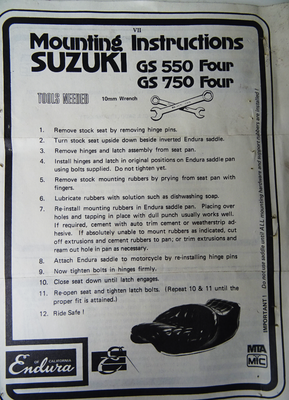 VII
Mounting Instructions
SUZUKI GS 550 Four
GS 750 Four
TOOLS NEEDED 10mm Wrench
1. Remove stock seat by removing hinge pins.
2. Turn stock seat upside down beside inverted Endura saddle.
3. Remove hinges and latch assembly from seat pan.
4. Install hinges and latch in original positions on Endura saddle pan
using bolts supplied. Do not tighten yet.
5. Remove stock mounting rubbers by prying from seat pan with
fingers.
6. Lubricate rubbers with solution such as dishwashing soap.
7. Re-install mounting rubbers in Endura saddle pan. Placing over
holes and tapping in place with dull punch usually works well.
If required, cement with auto trim cement or weatherstrip ad-
hesive. If absolutely unable to mount rubbers as indicated, cut
off extrusions and cement rubbers to pan; or trim extrusions and
ream out hole in pan as necessary.
8. Attach Endura saddle to motorcycle by re-installing hinge pins
9. Now tighten bolts in hinges firmly.
10. Close seat down until latch engages.
11. Re-open seat and tighten latch bolts. (Repeat 10 & 11 until the
proper fit is attained.)
12. Ride Safe!
IMPORTANT! Do not use saddle until ALL mounting hardware and support rubbers are installed!
Endura
OF CALIFORNIA
MTA
MIC